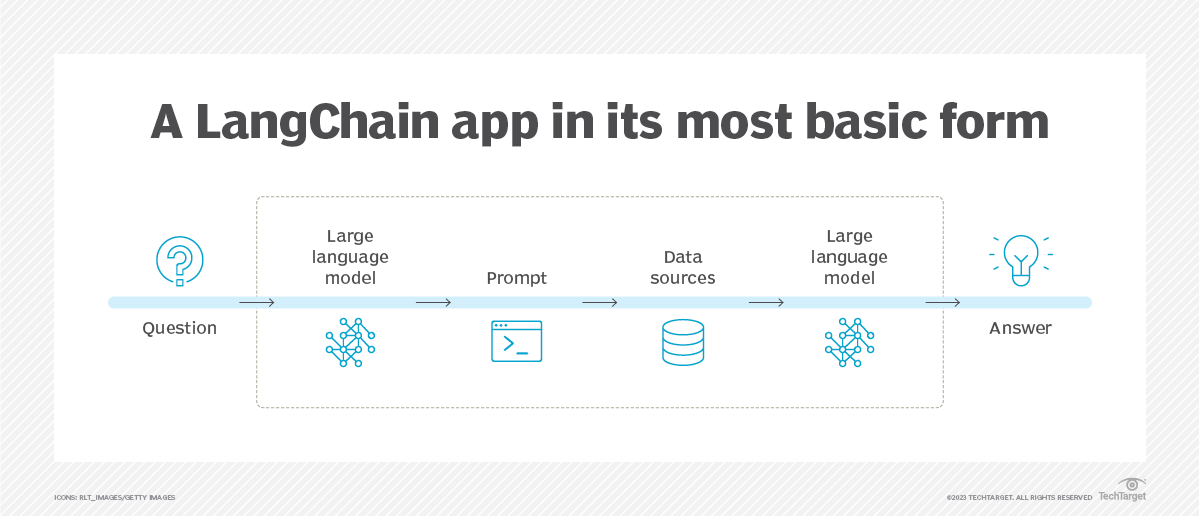 A LangChain app in its most basic form
Large
language
model
Prompt
Data
sources
Large
language
model
Question
Answer
ICONS: RLT_IMAGES/GETTY IMAGES
©2023 TECHTARGET. ALL RIGHTS RESERVED
TechTarget